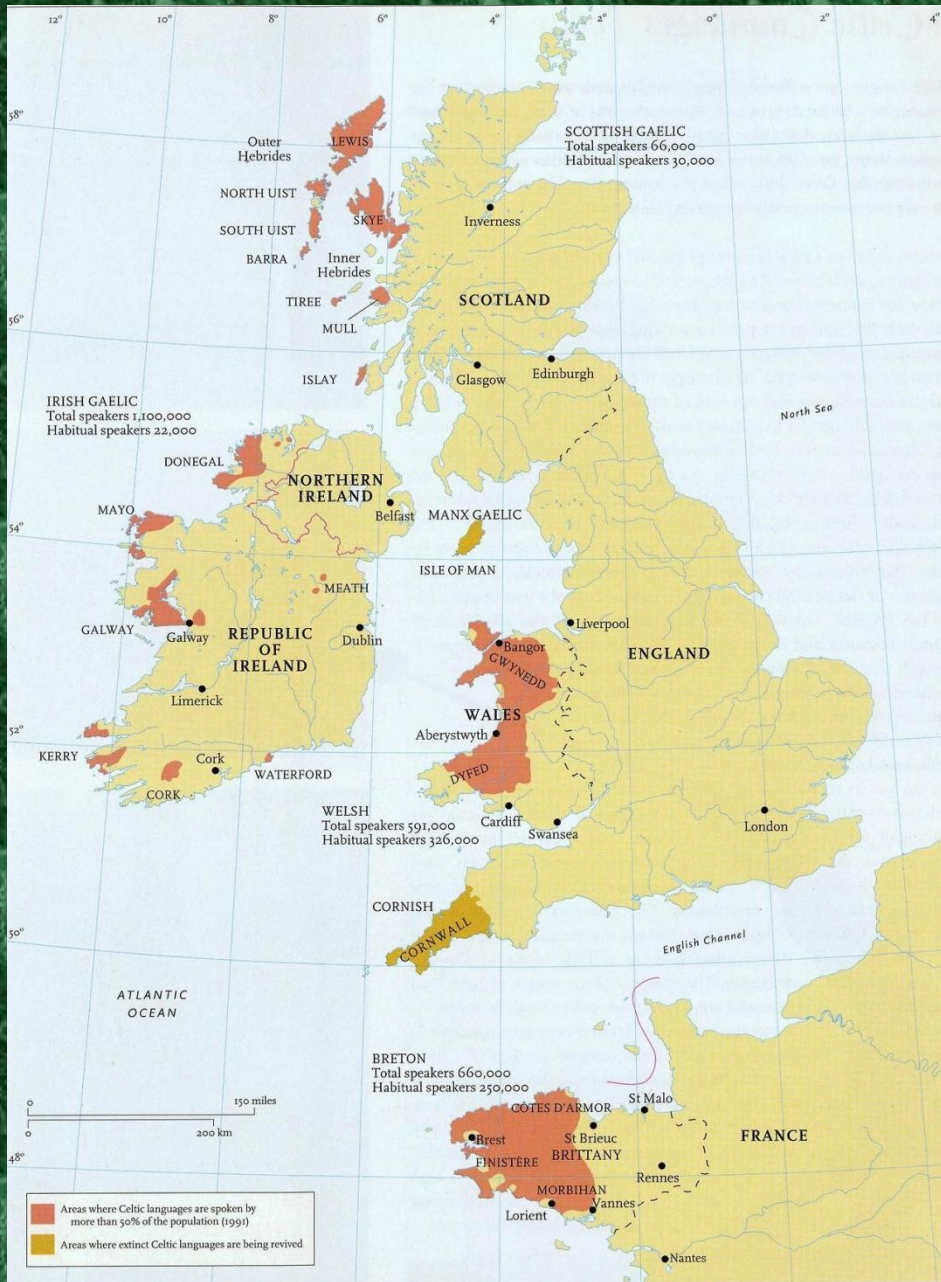 12°
10°
8°
6°
4°
2°
0°
2°
4°
58°
Outer
Hebrides
LEWIS
SCOTTISH GAELIC
Total speakers 66,000
Habitual speakers 30,000
NORTH UIST
SKYE
Inverness
SOUTH UIST
BARRA
Inner
Hebrides
TIREE
SCOTLAND
MULL
56°
ISLAY
Glasgow
Edinburgh
IRISH GAELIC
Total speakers 1,100,000
Habitual speakers 22,000
North Sea
DONEGAL
NORTHERN
IRELAND
Belfast
MAYO
MANX GAELIC
54°
ISLE OF MAN
MEATH
GALWAY
Galway
REPUBLIC
OF
IRELAND
Dublin
Liverpool
Bangor
GWYNEDD
ENGLAND
Limerick
WALES
52°
Aberystwyth
KERRY
Cork
CORK
WATERFORD
DYFED
WELSH
Total speakers 591,000
Habitual speakers 326,000
Cardiff
Swansea
London
CORNISH
CORNWALL
50°
English Channel
ATLANTIC
OCEAN
BRETON
Total speakers 660,000
Habitual speakers 250,000
0 150 miles
0 200 km
CÔTES D'ARMOR
St Malo
Brest
St Brieuc
BRITTANY
FRANCE
48°
FINISTÈRE
Rennes
MORBIHAN
Lorient
Vannes
Nantes
Areas where Celtic languages are spoken by
more than 50% of the population (1991)
Areas where extinct Celtic languages are being revived